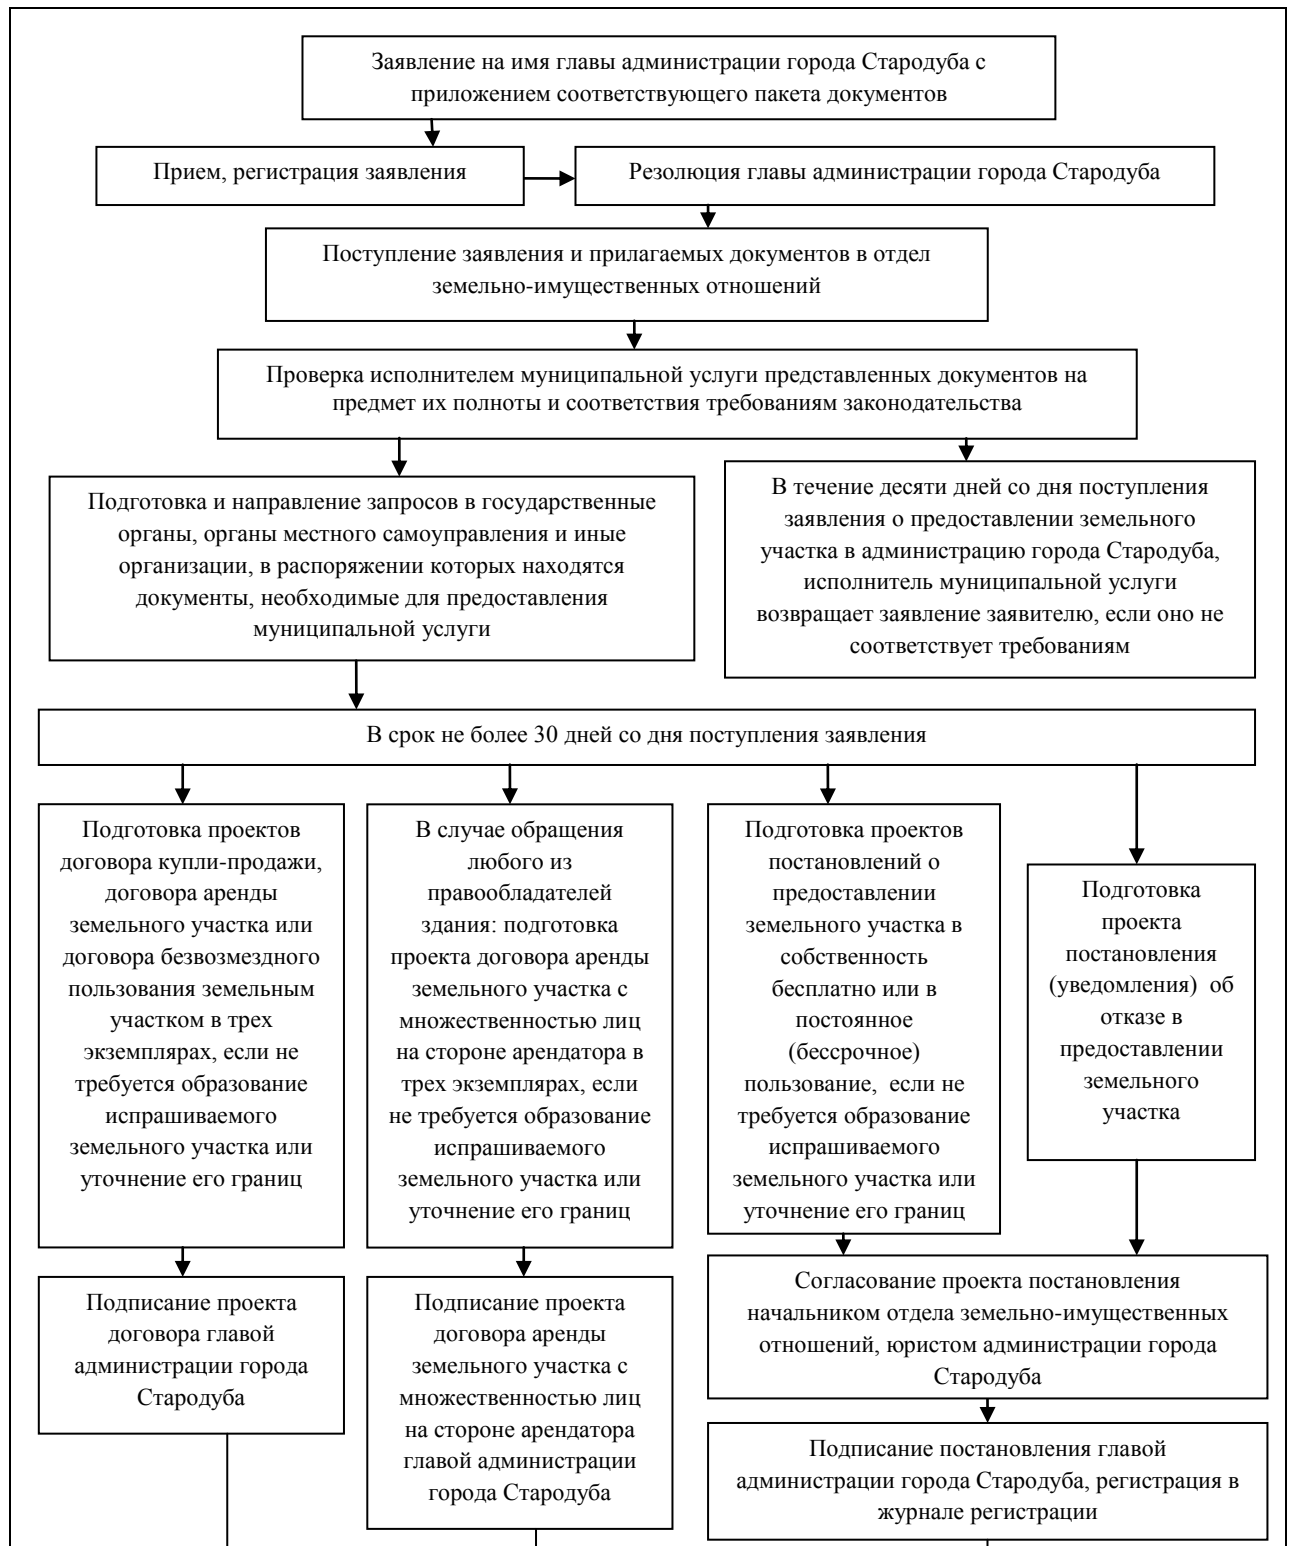 Заявление на имя главы администрации города Стародуба с
приложением соответствующего пакета документов
Прием, регистрация заявления
Резолюция главы администрации города Стародуба
Поступление заявления и прилагаемых документов в отдел
земельно-имущественных отношений
Проверка исполнителем муниципальной услуги представленных документов на
предмет их полноты и соответствия требованиям законодательства
Подготовка и направление запросов в государственные
органы, органы местного самоуправления и иные
организации, в распоряжении которых находятся
документы, необходимые для предоставления
муниципальной услуги
В течение десяти дней со дня поступления
заявления о предоставлении земельного
участка в администрацию города Стародуба,
исполнитель муниципальной услуги
возвращает заявление заявителю, если оно не
соответствует требованиям
В срок не более 30 дней со дня поступления заявления
Подготовка проектов
договора купли-продажи,
договора аренды
земельного участка или
договора безвозмездного
пользования земельным
участком в трех
экземплярах, если не
требуется образование
испрашиваемого
земельного участка или
уточнение его границ
В случае обращения
любого из
правообладателей
здания: подготовка
проекта договора аренды
земельного участка с
множественностью лиц
на стороне арендатора в
трех экземплярах, если
не требуется образование
испрашиваемого
земельного участка или
уточнение его границ
Подготовка проектов
постановлений о
предоставлении
земельного участка в
собственность
бесплатно или в
постоянное
(бессрочное)
пользование, если не
требуется образование
испрашиваемого
земельного участка или
уточнение его границ
Подготовка
проекта
постановления
(уведомления) об
отказе в
предоставлении
земельного
участка
Подписание проекта
договора главой
администрации города
Стародуба
Подписание проекта
договора аренды
земельного участка с
множественностью лиц
на стороне арендатора
главой администрации
города Стародуба
Согласование проекта постановления
начальником отдела земельно-имущественных
отношений, юристом администрации города
Стародуба
Подписание постановления главой
администрации города Стародуба, регистрация в
журнале регистрации